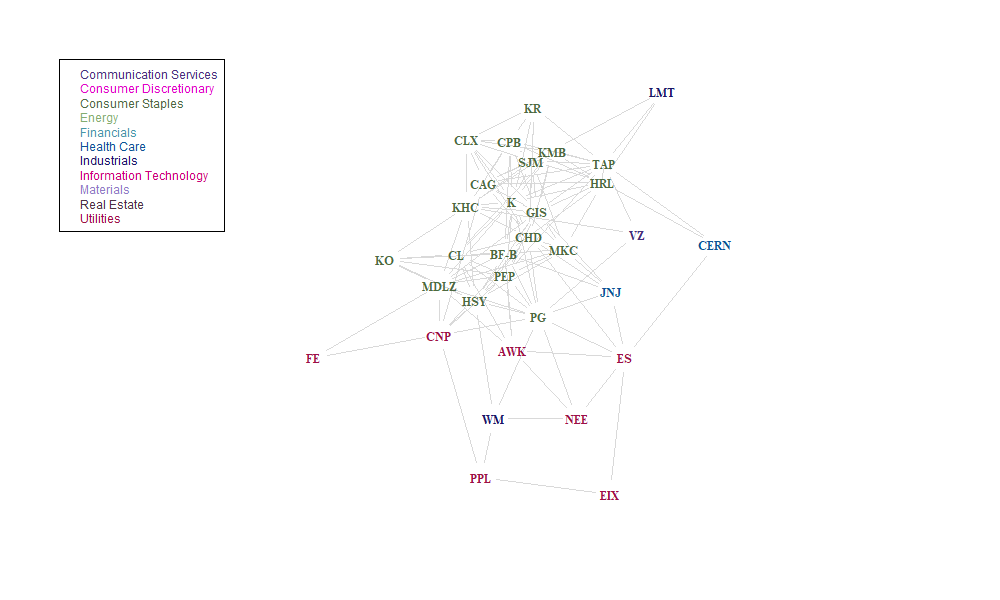 Communication Services
Consumer Discretionary
Consumer Staples
Energy
Financials
Health Care
Industrials
Information Technology
Materials
Real Estate
Utilities
LMT
KR
CLX
CPB
KMB
SJM
TAP
CAG
HRL
KHC
K
GIS
CHD
VZ
CERN
KO
CL
BF-B
MKC
PEP
MDLZ
JNJ
HSY
PG
CNP
FE
AWK
ES
WM
NEE
PPL
EIX